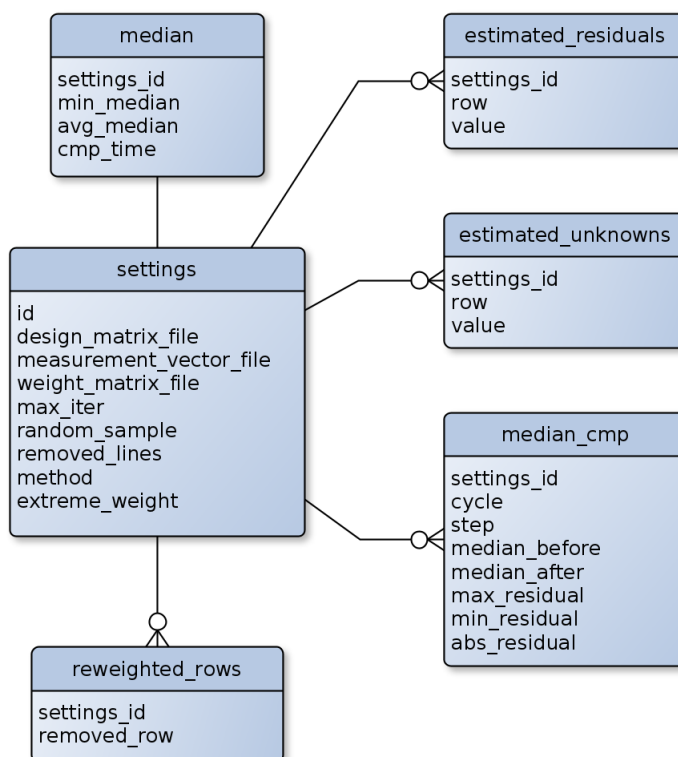 median
settings_id
min_median
avg_median
cmp_time
estimated_residuals
settings_id
row
value
settings
id
design_matrix_file
measurement_vector_file
weight_matrix_file
max_iter
random_sample
removed_lines
method
extreme_weight
estimated_unknowns
settings_id
row
value
median_cmp
settings_id
cycle
step
median_before
median_after
max_residual
min_residual
abs_residual
reweighted_rows
settings_id
removed_row